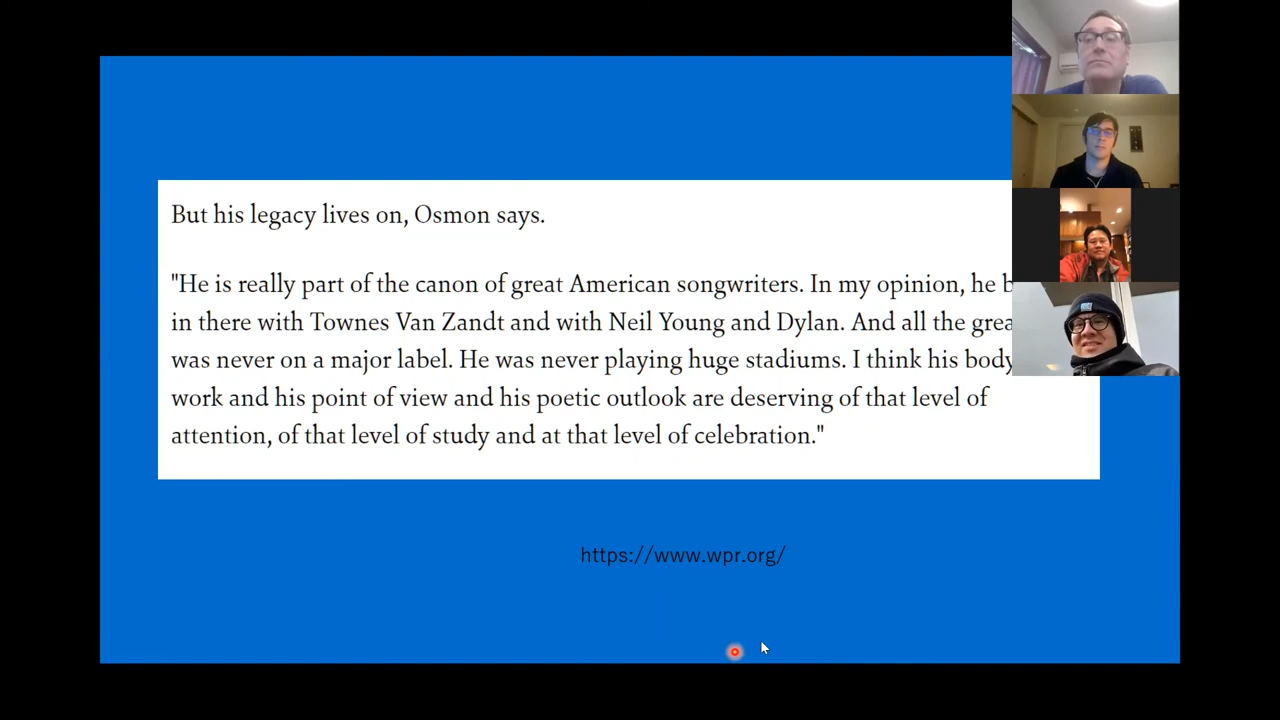 But his legacy lives on, Osmon says.
"He is really part of the canon of great American songwriters. In my opinion, he
in there with Townes Van Zandt and with Neil Young and Dylan. And all the
was never on a major label. He was never playing huge stadiums. I think his body
work and his point of view and his poetic outlook are deserving of that level of
attention, of that level of study and at that level of celebration."
https://www.wpr.org/